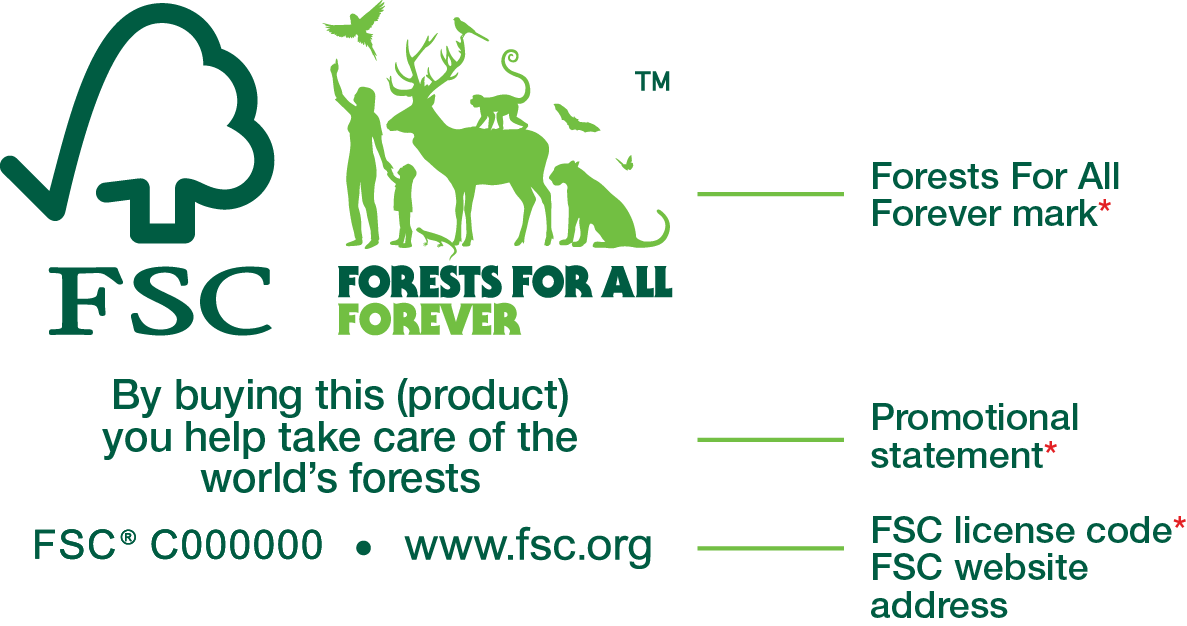 FSC
TM
FORESTS FOR ALL
FOREVER
Forests For All
Forever mark*
By buying this (product)
you help take care of the
world’s forests
Promotional
statement*
FSC® C000000 • www.fsc.org
FSC license code*
FSC website
address